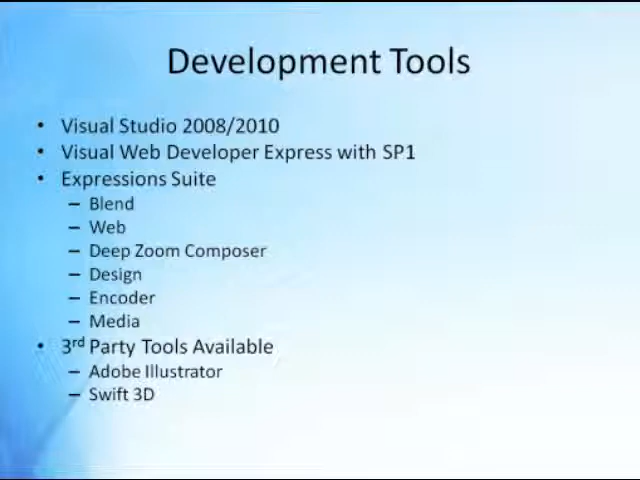 Development Tools
• Visual Studio 2008/2010
• Visual Web Developer Express with SP1
• Expressions Suite
– Blend
– Web
– Deep Zoom Composer
– Design
– Encoder
– Media
• 3rd Party Tools Available
– Adobe Illustrator
– Swift 3D